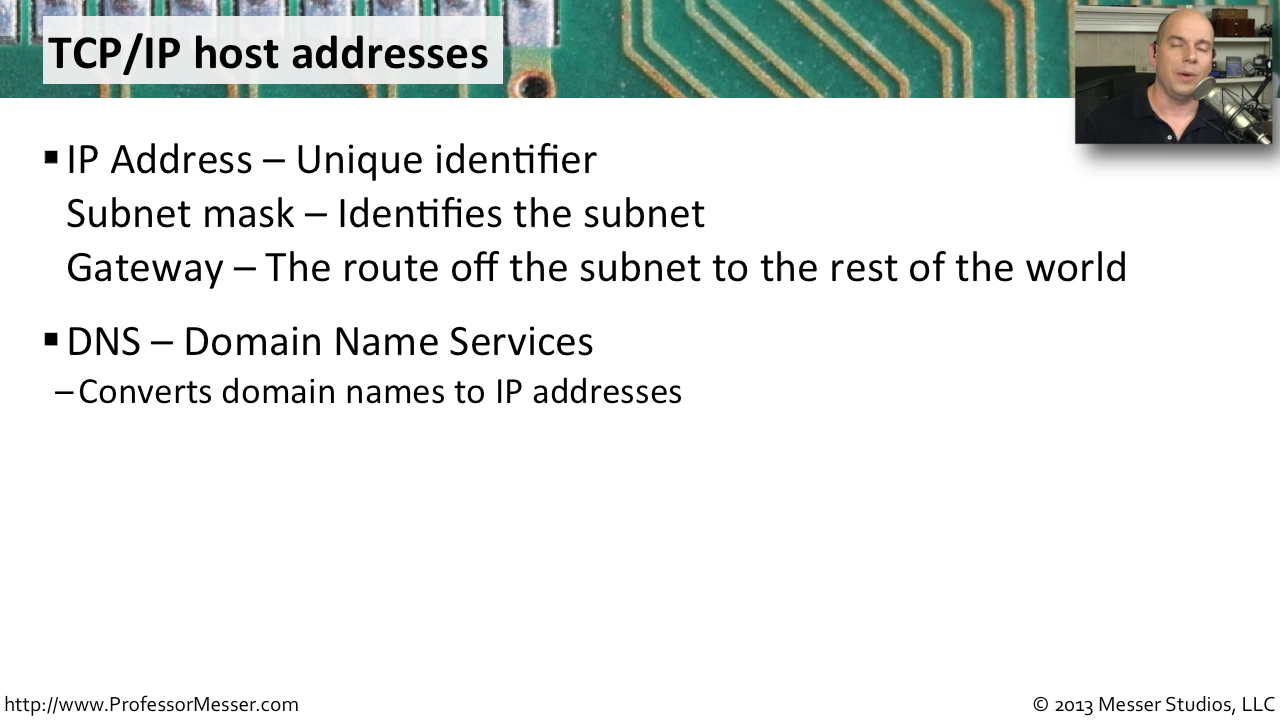 TCP/IP host addresses
▪ IP Address – Unique identifier
Subnet mask – Identifies the subnet
Gateway – The route off the subnet to the rest of the world
▪ DNS – Domain Name Services
– Converts domain names to IP addresses
http://www.ProfessorMesser.com
© 2013 Messer Studios, LLC